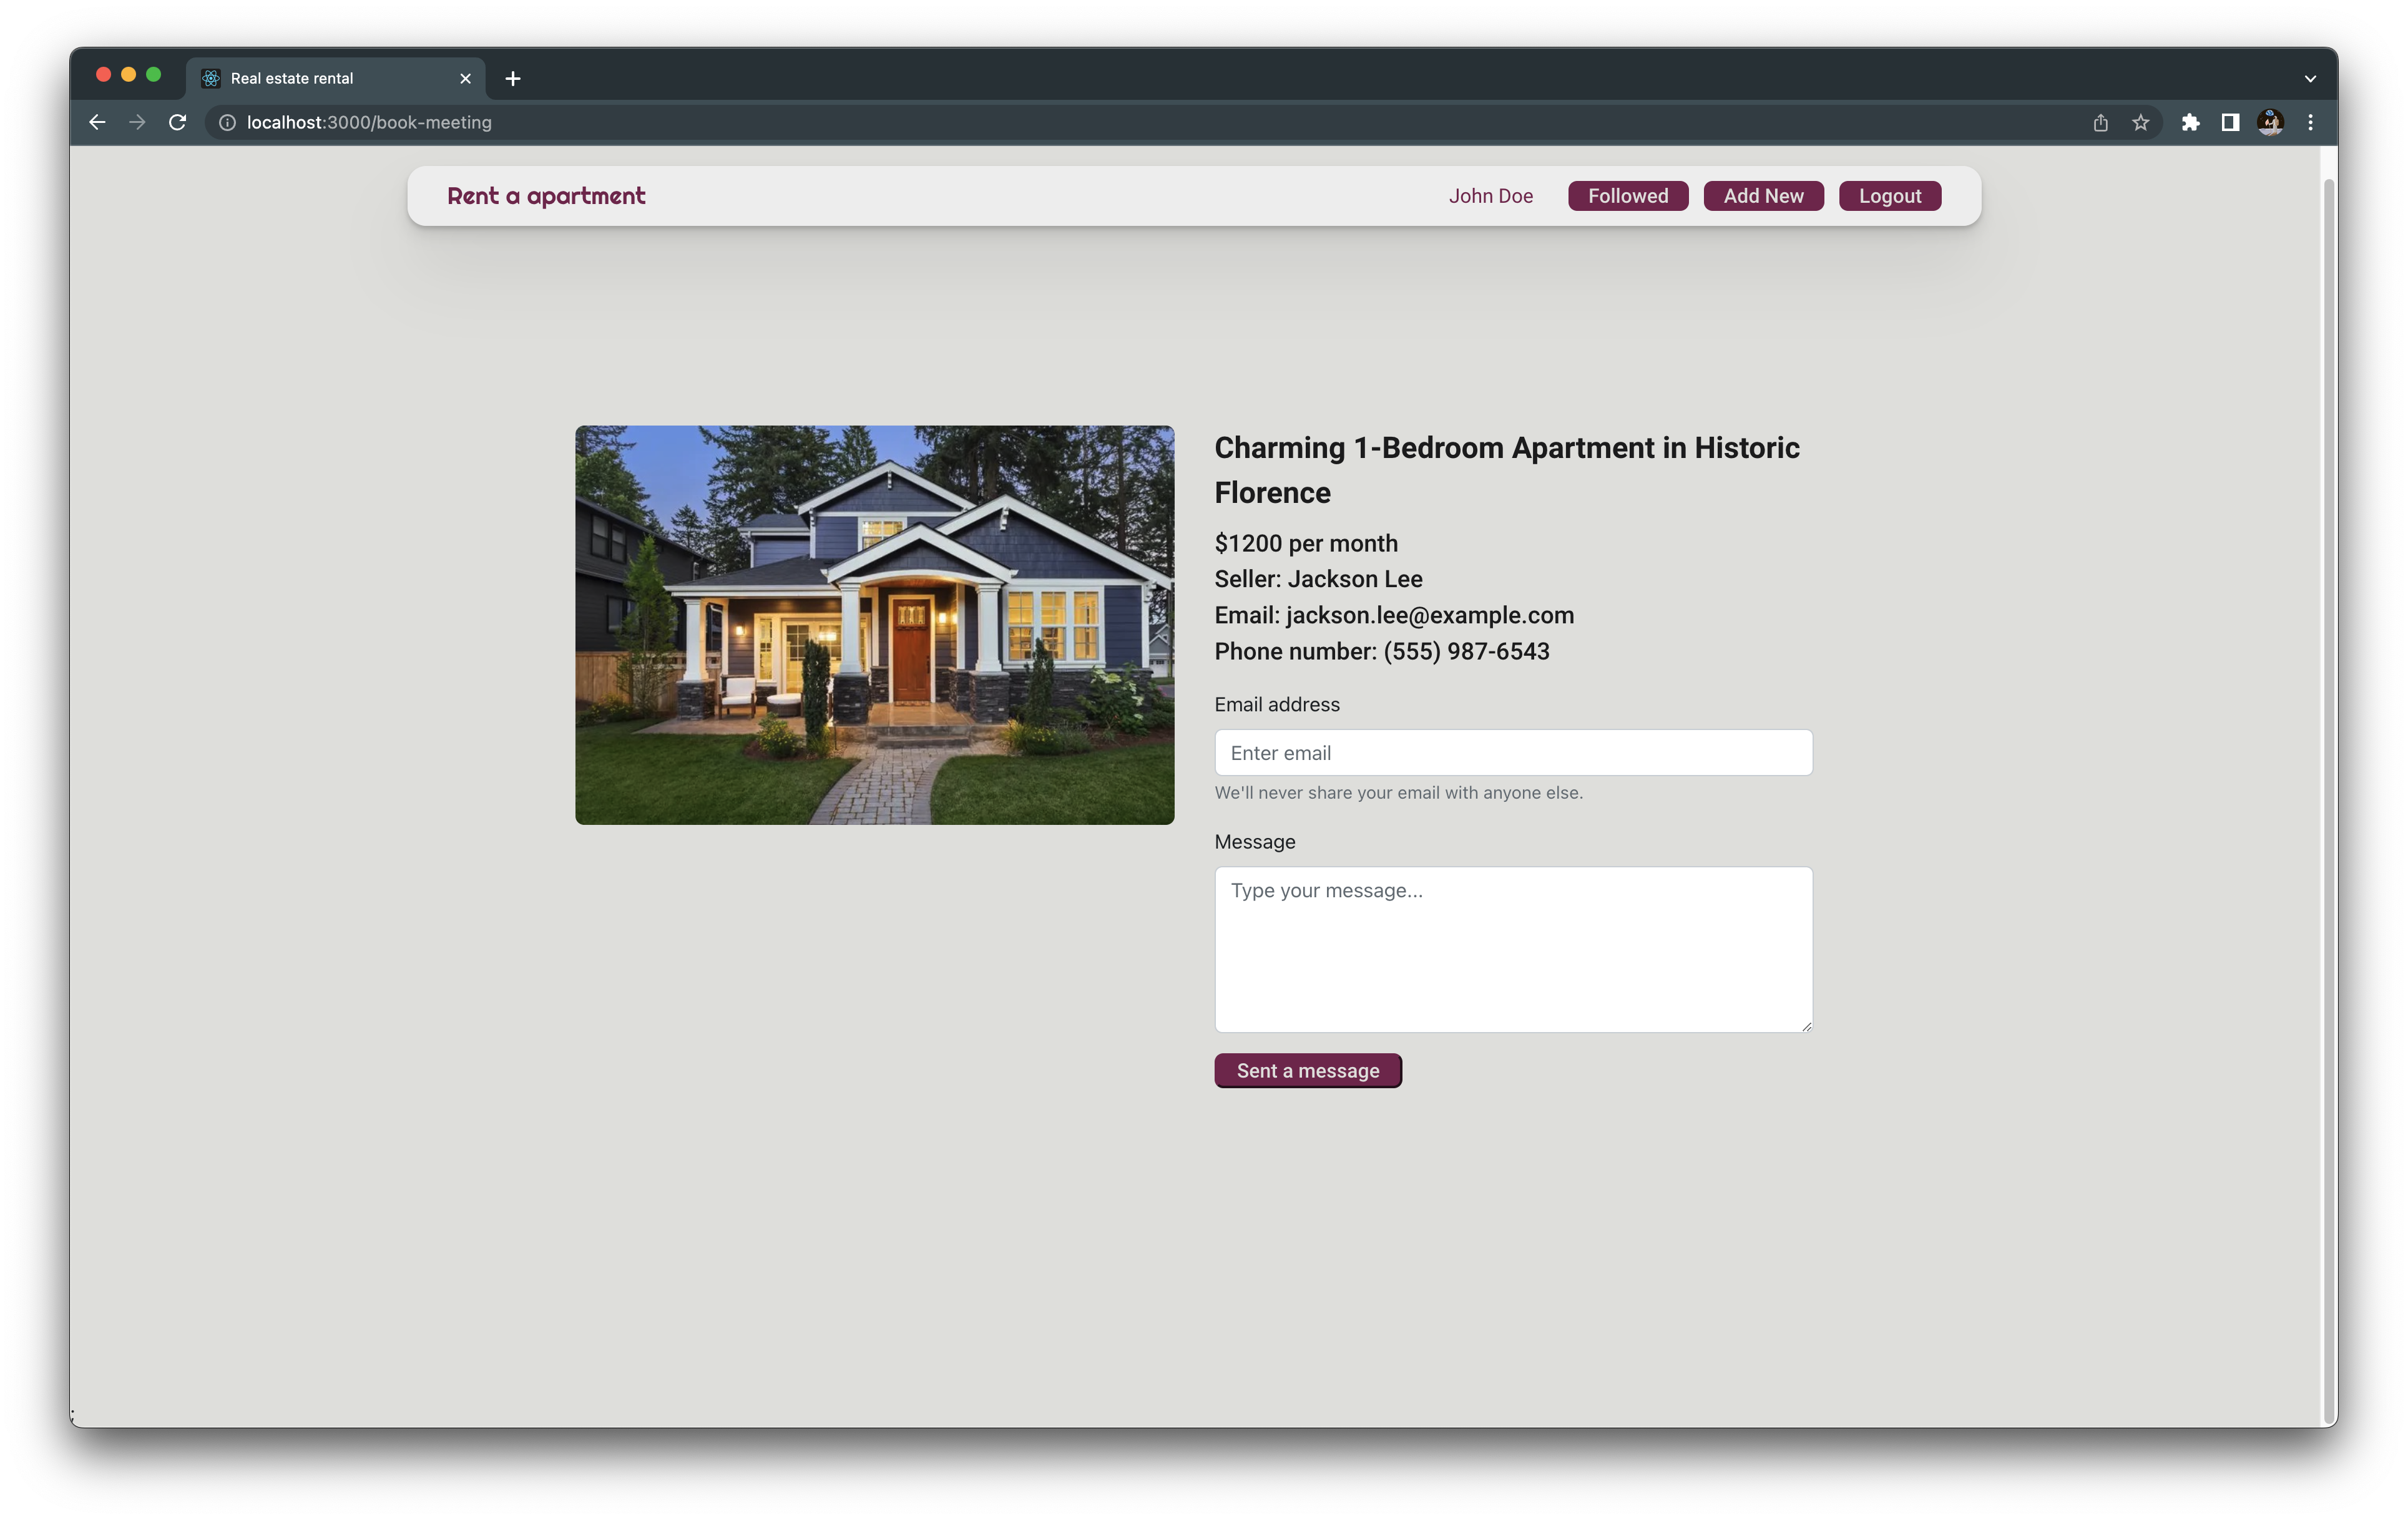 Real estate rental
localhost:3000/book-meeting
Rent a apartment
John Doe
Followed
Add New
Logout
Charming 1-Bedroom Apartment in Historic
Florence
$1200 per month
Seller: Jackson Lee
Email: jackson.lee@example.com
Phone number: (555) 987-6543
Email address
Enter email
We'll never share your email with anyone else.
Message
Type your message...
Sent a message
;